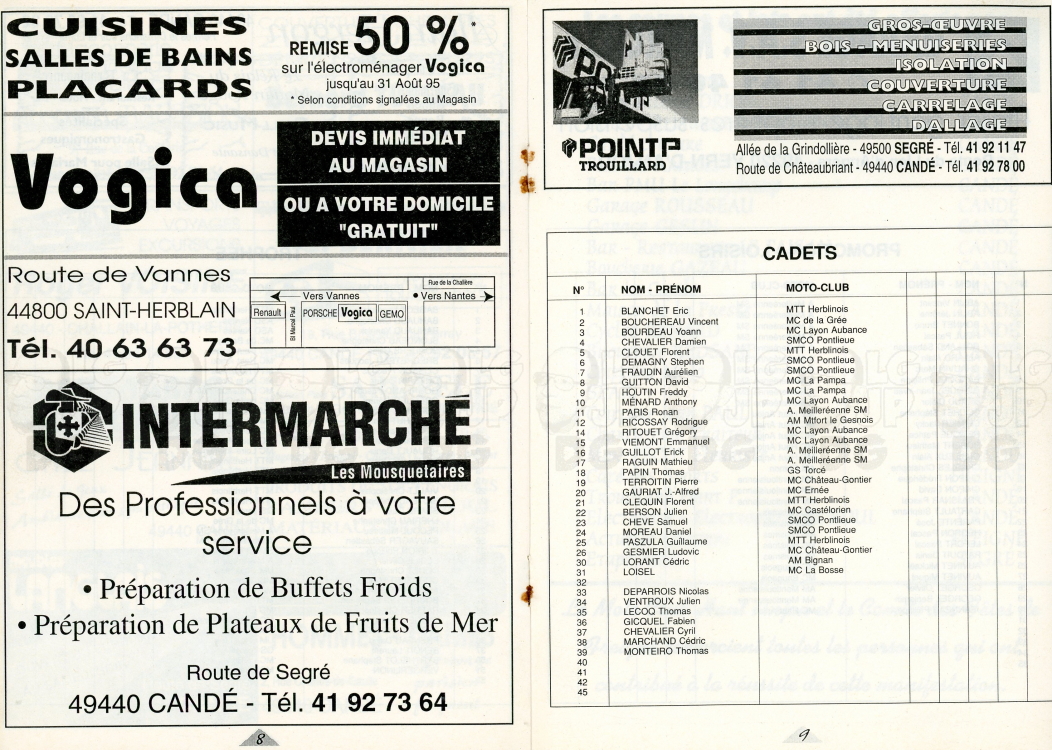 CUISINES
SALLES DE BAINS
PLACARDS
REMISE 50 %*
sur l'électroménager Vogica
jusqu'au 31 Août 95
* Selon conditions signalées au Magasin
Vogica
DEVIS IMMÉDIAT
AU MAGASIN
OU A VOTRE DOMICILE
"GRATUIT"
Route de Vannes
44800 SAINT-HERBLAIN
Tél. 40 63 63 73
Rue de la Chatière
Vers Vannes • Vers Nantes
Renault Bl Marcel Paul PORSCHE Vogica GEMO
INTERMARCHÉ
Les Mousquetaires
Des Professionnels à votre
service
• Préparation de Buffets Froids
• Préparation de Plateaux de Fruits de Mer
Route de Segré
49440 CANDÉ - Tél. 41 92 73 64
8
GROS-ŒUVRE
BOIS - MENUISERIES
ISOLATION
COUVERTURE
CARRELAGE
DALLAGE
POINT P
TROUILLARD
Allée de la Grindollière - 49500 SEGRÉ - Tél. 41 92 11 47
Route de Châteaubriant - 49440 CANDÉ - Tél. 41 92 78 00
CADETS
N° NOM - PRÉNOM MOTO-CLUB
1 BLANCHET Eric MTT Herblinois
2 BOUCHEREAU Vincent MC de la Grée
3 BOURDEAU Yoann MC Layon Aubance
4 CHEVALIER Damien SMCO Pontlieue
5 CLOUET Florent MTT Herblinois
6 DEMAGNY Stephen SMCO Pontlieue
7 FRAUDIN Aurélien SMCO Pontlieue
8 GUITTON David MC La Pampa
9 HOUTIN Freddy MC La Pampa
10 MÉNARD Anthony MC Layon Aubance
11 PARIS Ronan A. Meilleréenne SM
12 RICOSSAY Rodrigue AM Mtfort le Gesnois
14 RITOUET Grégory MC Layon Aubance
15 VIEMONT Emmanuel MC Layon Aubance
16 GUILLOT Erick A. Meilleréenne SM
17 RAGUIN Mathieu A. Meilleréenne SM
18 PAPIN Thomas GS Torcé
19 TERROITIN Pierre MC Château-Gontier
20 GAURIAT J.-Alfred MC Ernée
21 CLEQUIN Florent MTT Herblinois
22 BERSON Julien MC Castélorien
23 CHEVE Samuel SMCO Pontlieue
24 MOREAU Daniel SMCO Pontlieue
25 PASZULA Guillaume MTT Herblinois
26 GESMIER Ludovic MC Château-Gontier
30 LORANT Cédric AM Bignan
31 LOISEL MC La Bosse
32
33 DEPARROIS Nicolas
34 VENTROUX Julien
35 LECOQ Thomas
36 GICQUEL Fabien
37 CHEVALIER Cyril
38 MARCHAND Cédric
39 MONTEIRO Thomas
40
41
42
45
9